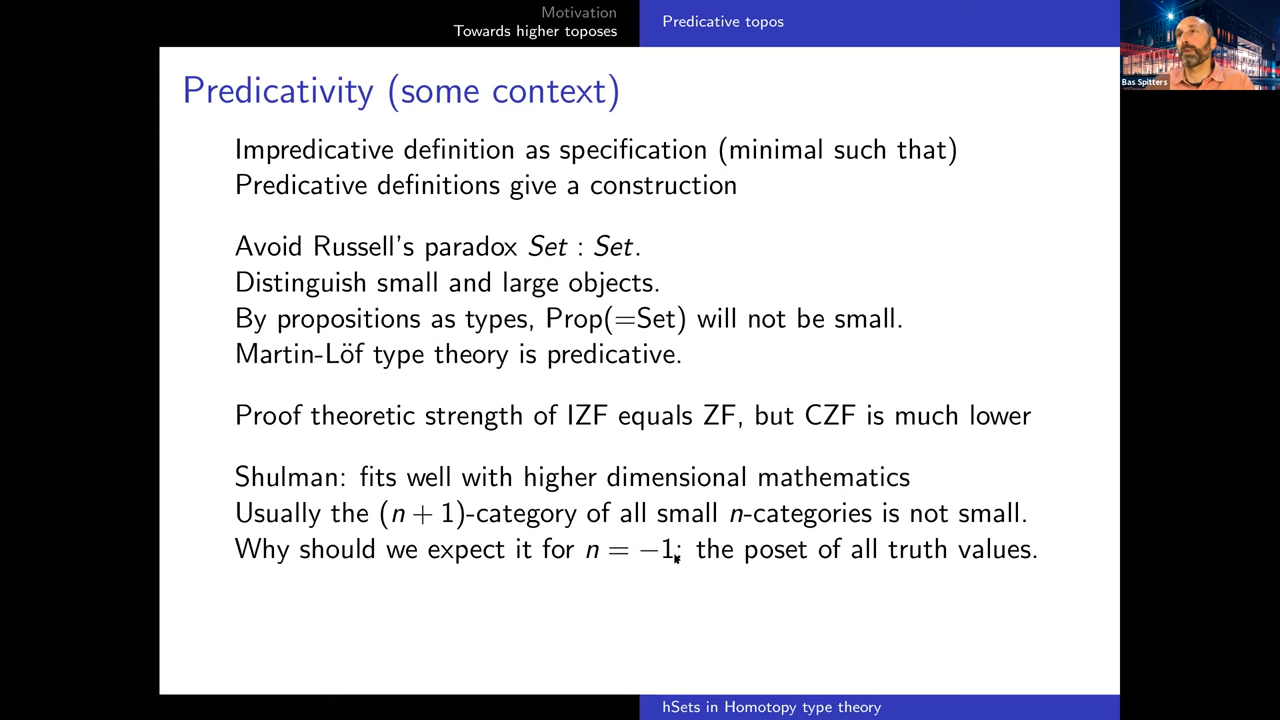 Motivation
Towards higher toposes
Predicative topos
Bas Spitters
Predicativity (some context)
Impredicative definition as specification (minimal such that)
Predicative definitions give a construction
Avoid Russell's paradox Set : Set.
Distinguish small and large objects.
By propositions as types, Prop(=Set) will not be small.
Martin-Löf type theory is predicative.
Proof theoretic strength of IZF equals ZF, but CZF is much lower
Shulman: fits well with higher dimensional mathematics
Usually the (n + 1)-category of all small n-categories is not small.
Why should we expect it for n = −1; the poset of all truth values.
hSets in Homotopy type theory